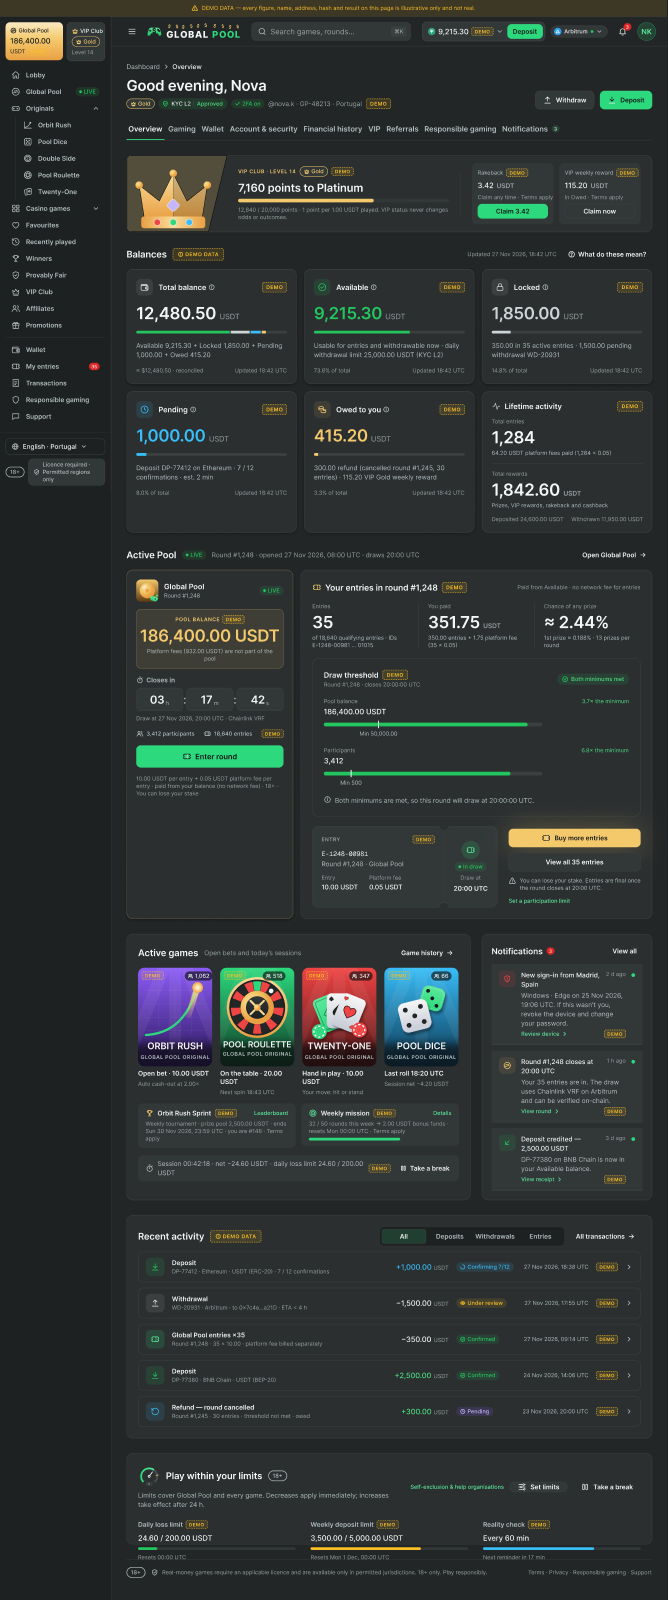 DEMO DATA — every figure, name, address, hash and result on this page is illustrative only and not real.
Global Pool
186,400.00
USDT
VIP Club
Gold
Level 14
GLOBAL POOL
Search games, rounds...
⌘K
9,215.30 DEMO
Deposit
Arbitrum
3
NK
Lobby
Global Pool
LIVE
Originals
Orbit Rush
Pool Dice
Double Side
Pool Roulette
Twenty-One
Casino games
Favourites
Recently played
Winners
Provably Fair
VIP Club
Affiliates
Promotions
Wallet
My entries
35
Transactions
Responsible gaming
Support
English · Portugal
18+
Licence required ·
Permitted regions
only
Dashboard > Overview
Good evening, Nova
Gold
KYC L2 Approved
2FA on
@nova.k · GP-48213 · Portugal
DEMO
Withdraw
Deposit
Overview Gaming Wallet Account & security Financial history VIP Referrals Responsible gaming Notifications 3
VIP CLUB · LEVEL 14 Gold DEMO
7,160 points to Platinum
12,840 / 20,000 points · 1 point per 1.00 USDT played. VIP status never changes
odds or outcomes.
Rakeback DEMO
3.42 USDT
Claim any time · Terms apply
Claim 3.42
VIP weekly reward DEMO
115.20 USDT
In Owed · Terms apply
Claim now
Balances
DEMO DATA
Updated 27 Nov 2026, 18:42 UTC
What do these mean?
Total balance
DEMO
12,480.50 USDT
Available 9,215.30 + Locked 1,850.00 + Pending
1,000.00 + Owed 415.20
≈ $12,480.50 · reconciled
Updated 18:42 UTC
Available
DEMO
9,215.30 USDT
Usable for entries and withdrawable now · daily
withdrawal limit 25,000.00 USDT (KYC L2)
73.8% of total
Updated 18:42 UTC
Locked
DEMO
1,850.00 USDT
350.00 in 35 active entries · 1,500.00 pending
withdrawal WD-20931
14.8% of total
Updated 18:42 UTC
Pending
DEMO
1,000.00 USDT
Deposit DP-77412 on Ethereum · 7 / 12
confirmations · est. 2 min
8.0% of total
Updated 18:42 UTC
Owed to you
DEMO
415.20 USDT
300.00 refund (cancelled round #1,245, 30
entries) · 115.20 VIP Gold weekly reward
3.3% of total
Updated 18:42 UTC
Lifetime activity
DEMO
Total entries
1,284
64.20 USDT platform fees paid (1,284 × 0.05)
Total rewards
1,842.60 USDT
Prizes, VIP rewards, rakeback and cashback
Deposited 24,600.00 USDT
Withdrawn 11,950.00 USDT
Active Pool
LIVE
Round #1,248 · opened 27 Nov 2026, 08:00 UTC · draws 20:00 UTC
Open Global Pool →
Global Pool
Round #1,248
LIVE
POOL BALANCE DEMO
186,400.00 USDT
Platform fees (932.00 USDT) are not part of the
pool
Closes in
03 h : 17 m : 42 s
Draw at 27 Nov 2026, 20:00 UTC · Chainlink VRF
3,412 participants
18,640 entries
DEMO
Enter round
10.00 USDT per entry + 0.05 USDT platform fee per
entry · paid from your balance (no network fee) · 18+ ·
You can lose your stake
Your entries in round #1,248 DEMO
Paid from Available · no network fee for entries
Entries
35
of 18,640 qualifying entries · IDs
E-1248-00981 … 01015
You paid
351.75 USDT
350.00 entries + 1.75 platform fee
(35 × 0.05)
Chance of any prize
≈ 2.44%
1st prize ≈ 0.188% · 13 prizes per
round
Draw threshold DEMO
Round #1,248 · closes 20:00:00 UTC
Both minimums met
Pool balance
186,400.00 USDT
3.7× the minimum
Min 50,000.00
Participants
3,412
6.8× the minimum
Min 500
Both minimums are met, so this round will draw at 20:00:00 UTC.
ENTRY
DEMO
E-1248-00981
Round #1,248 · Global Pool
Entry
10.00 USDT
Platform fee
0.05 USDT
In draw
Draw at
20:00 UTC
Buy more entries
View all 35 entries
You can lose your stake. Entries are final once
the round closes at 20:00 UTC.
Set a participation limit
Active games
Open bets and today's sessions
Game history →
DEMO
1,082
ORBIT RUSH
GLOBAL POOL ORIGINAL
Open bet · 10.00 USDT
Auto cash-out at 2.00×
DEMO
518
POOL ROULETTE
GLOBAL POOL ORIGINAL
On the table · 20.00
USDT
Next spin 18:43 UTC
DEMO
347
TWENTY-ONE
GLOBAL POOL ORIGINAL
Hand in play · 10.00
USDT
Your move: hit or stand
DEMO
66
POOL DICE
GLOBAL POOL ORIGINAL
Last roll 18:20 UTC
Session net −4.20 USDT
Orbit Rush Sprint DEMO
Leaderboard
Weekly tournament · prize pool 2,500.00 USDT · ends
Sun 30 Nov 2026, 23:59 UTC · you are #148 · Terms
apply
Weekly mission DEMO
Details
32 / 50 rounds this week → 3.00 USDT bonus funds ·
resets Mon 00:00 UTC · Terms apply
Session 00:42:18 · net −24.60 USDT · daily loss limit 24.60 / 200.00
USDT
DEMO
Take a break
Notifications 3
View all
New sign-in from Madrid,
Spain
2 d ago
Windows · Edge on 25 Nov 2026,
19:06 UTC. If this wasn't you,
revoke the device and change
your password.
Review device >
DEMO
Round #1,248 closes at
20:00 UTC
1 h ago
Your 35 entries are in. The draw
uses Chainlink VRF on Arbitrum
and can be verified on-chain.
View round >
DEMO
Deposit credited —
2,500.00 USDT
3 d ago
DP-77380 on BNB Chain is now in
your Available balance.
View receipt >
DEMO
Recent activity
DEMO DATA
All Deposits Withdrawals Entries
All transactions →
Deposit
DP-77412 · Ethereum · USDT (ERC-20) · 7 / 12 confirmations
+1,000.00 USDT
Confirming 7/12
27 Nov 2026, 18:38 UTC
DEMO
Withdrawal
WD-20931 · Arbitrum · to 0x7c4e…a21D · ETA < 4 h
−1,500.00 USDT
Under review
27 Nov 2026, 17:55 UTC
DEMO
Global Pool entries ×35
Round #1,248 · 35 × 10.00 · platform fee billed separately
−350.00 USDT
Confirmed
27 Nov 2026, 09:14 UTC
DEMO
Deposit
DP-77380 · BNB Chain · USDT (BEP-20)
+2,500.00 USDT
Confirmed
24 Nov 2026, 14:06 UTC
DEMO
Refund — round cancelled
Round #1,245 · 30 entries · threshold not met · owed
+300.00 USDT
Pending
23 Nov 2026, 20:00 UTC
DEMO
Play within your limits 18+
Limits cover Global Pool and every game. Decreases apply immediately; increases
take effect after 24 h.
Self-exclusion & help organisations
Set limits
Take a break
Daily loss limit DEMO
24.60 / 200.00 USDT
Resets 00:00 UTC
Weekly deposit limit DEMO
3,500.00 / 5,000.00 USDT
Resets Mon 1 Dec, 00:00 UTC
Reality check DEMO
Every 60 min
Next reminder in 17 min
18+
Real-money games require an applicable licence and are available only in permitted jurisdictions. 18+ only. Play responsibly.
Terms · Privacy · Responsible gaming · Support